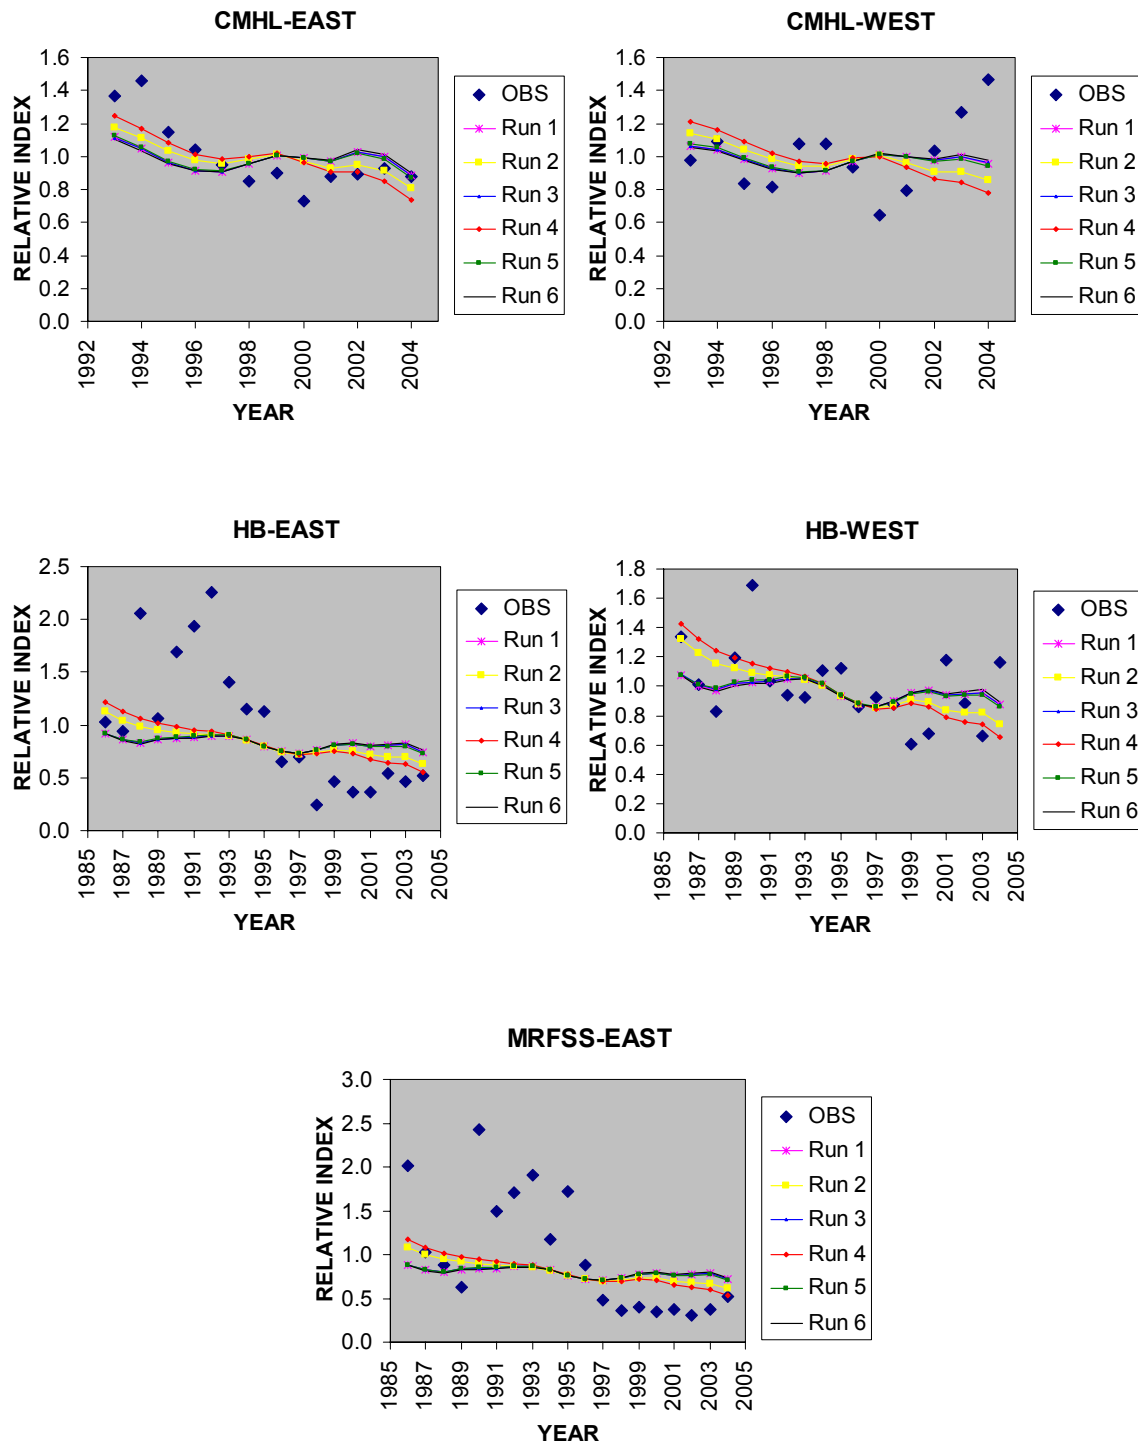 CMHL-EAST
1.6
1.4
1.2
1.0
0.8
0.6
0.4
0.2
0.0
RELATIVE INDEX
1992
1994
1996
1998
2000
2002
2004
YEAR
OBS
Run 1
Run 2
Run 3
Run 4
Run 5
Run 6
CMHL-WEST
1.6
1.4
1.2
1.0
0.8
0.6
0.4
0.2
0.0
RELATIVE INDEX
1992
1994
1996
1998
2000
2002
2004
YEAR
OBS
Run 1
Run 2
Run 3
Run 4
Run 5
Run 6
HB-EAST
2.5
2.0
1.5
1.0
0.5
0.0
RELATIVE INDEX
1985
1987
1989
1991
1993
1995
1997
1999
2001
2003
2005
YEAR
OBS
Run 1
Run 2
Run 3
Run 4
Run 5
Run 6
HB-WEST
1.8
1.6
1.4
1.2
1.0
0.8
0.6
0.4
0.2
0.0
RELATIVE INDEX
1985
1987
1989
1991
1993
1995
1997
1999
2001
2003
2005
YEAR
OBS
Run 1
Run 2
Run 3
Run 4
Run 5
Run 6
MRFSS-EAST
3.0
2.5
2.0
1.5
1.0
0.5
0.0
RELATIVE INDEX
1985
1987
1989
1991
1993
1995
1997
1999
2001
2003
2005
YEAR
OBS
Run 1
Run 2
Run 3
Run 4
Run 5
Run 6